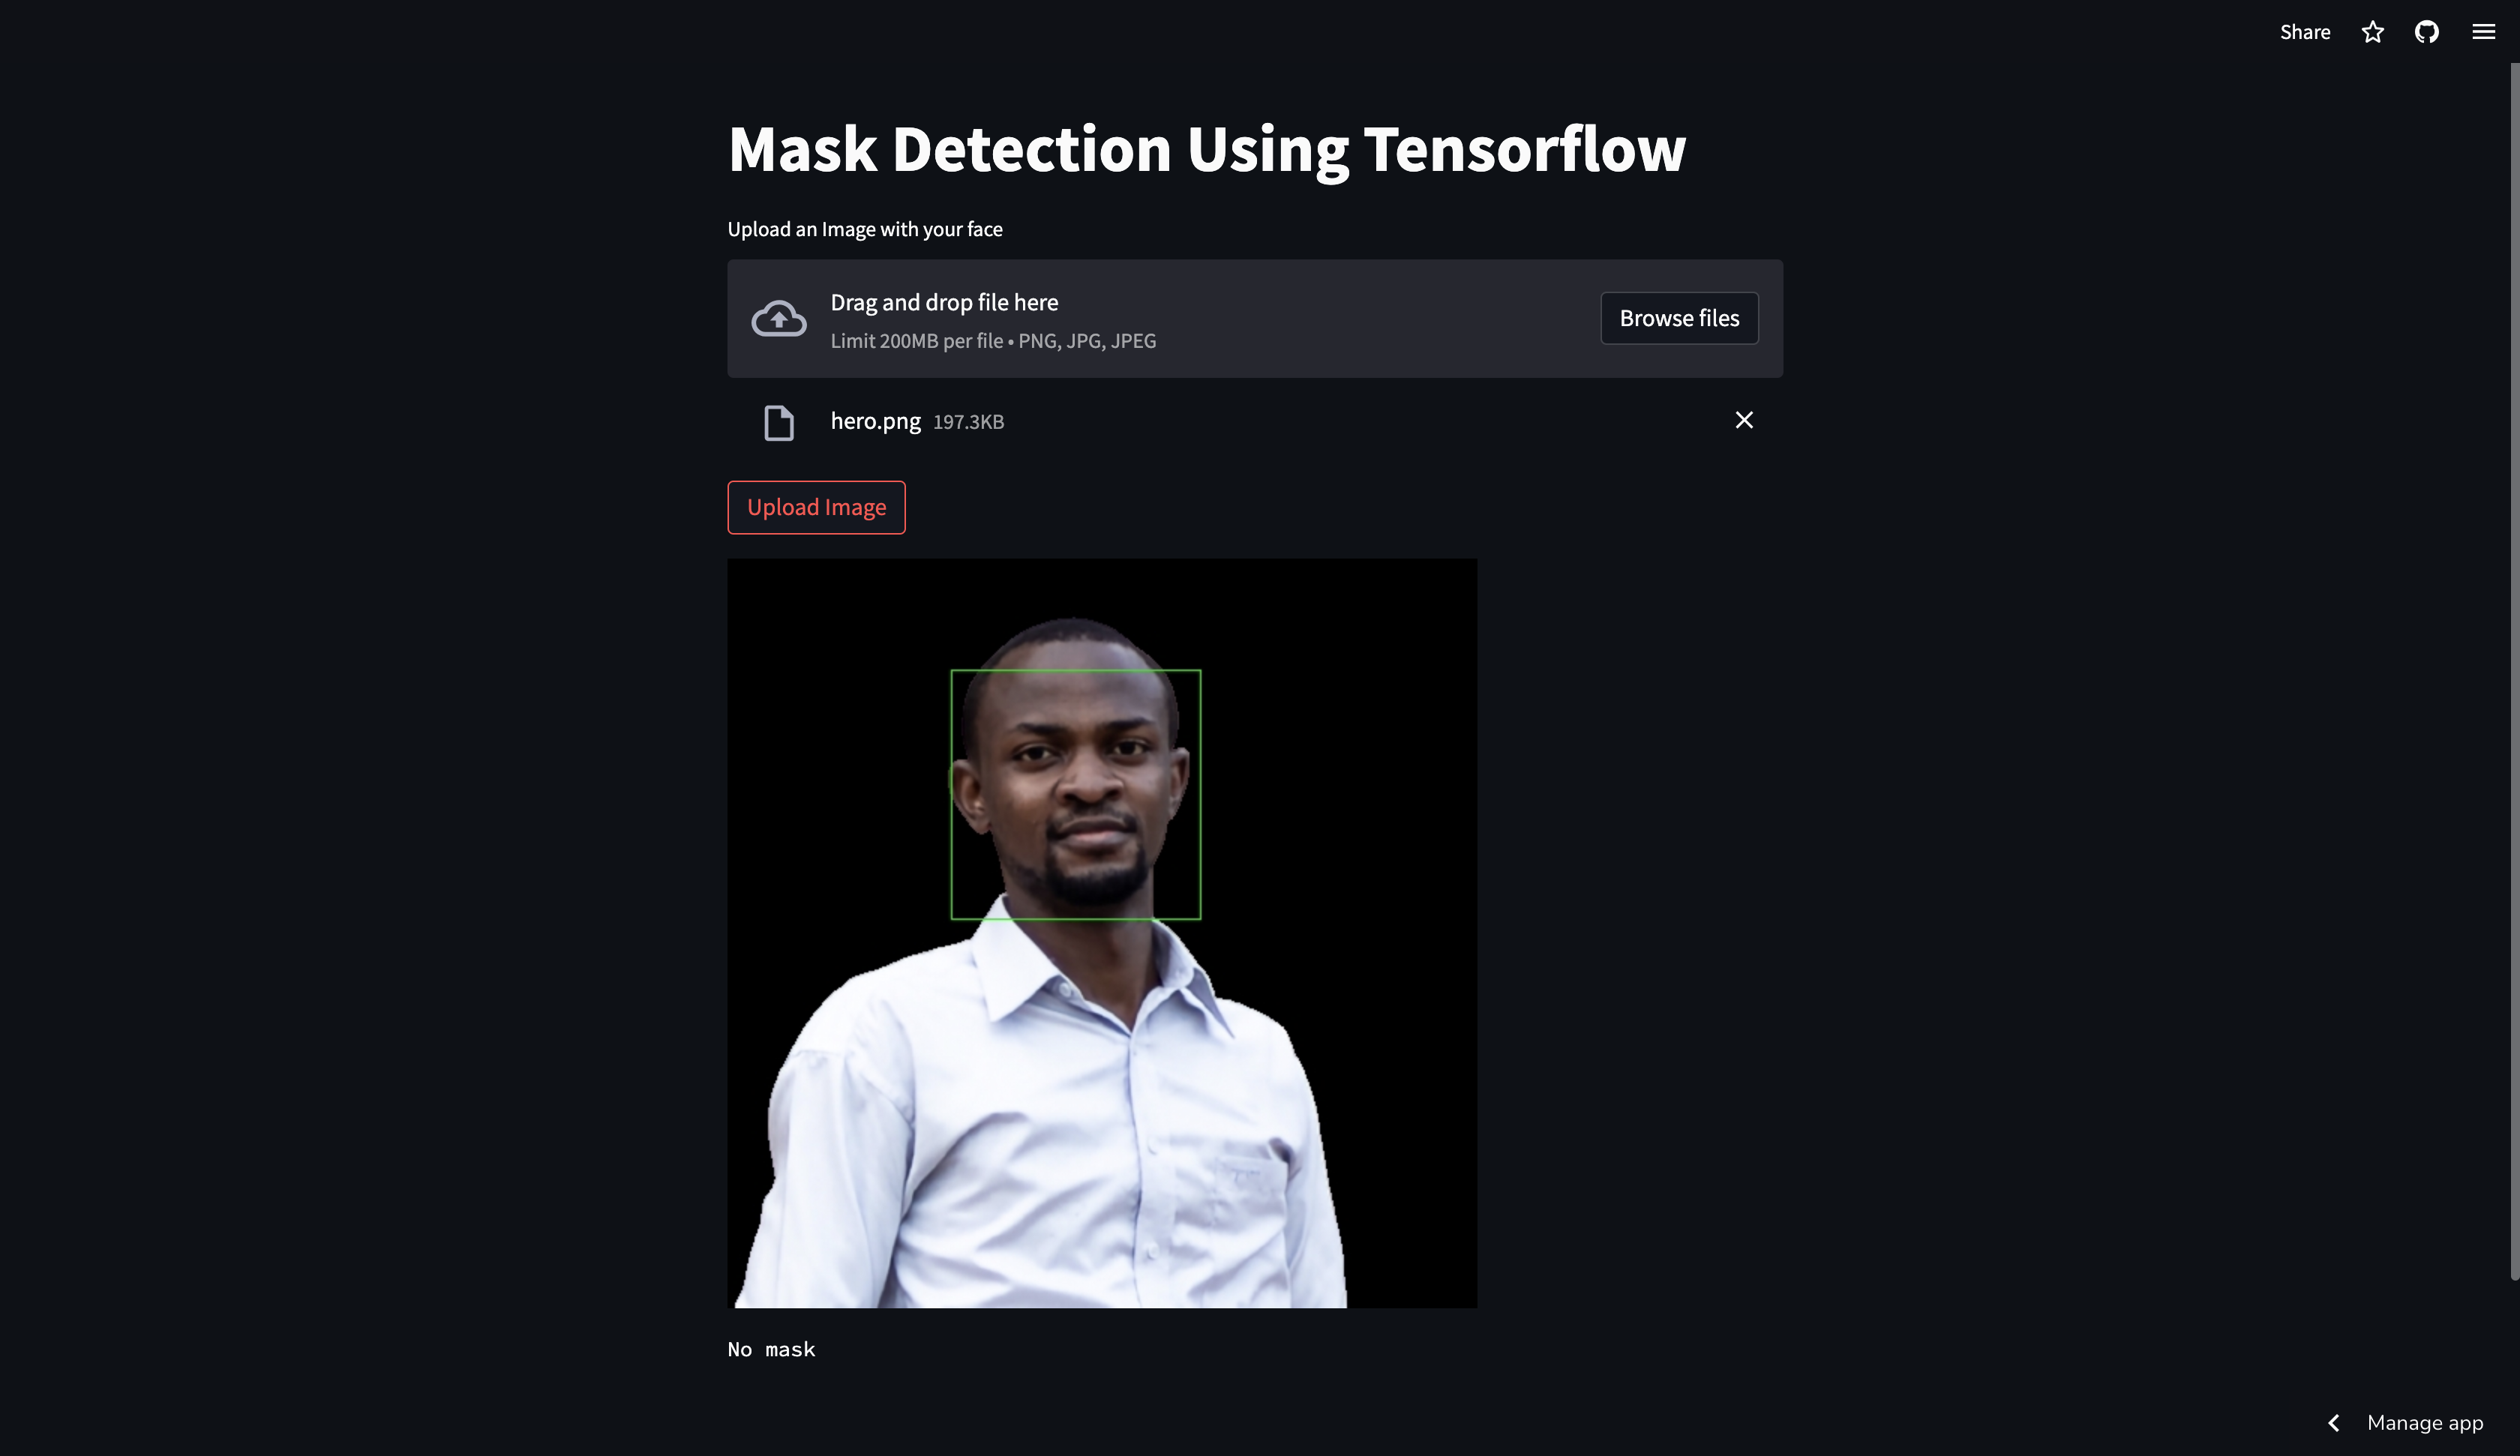 Share
Mask Detection Using Tensorflow
Upload an Image with your face
Drag and drop file here
Limit 200MB per file • PNG, JPG, JPEG
Browse files
hero.png 197.3KB
Upload Image
No mask
Manage app